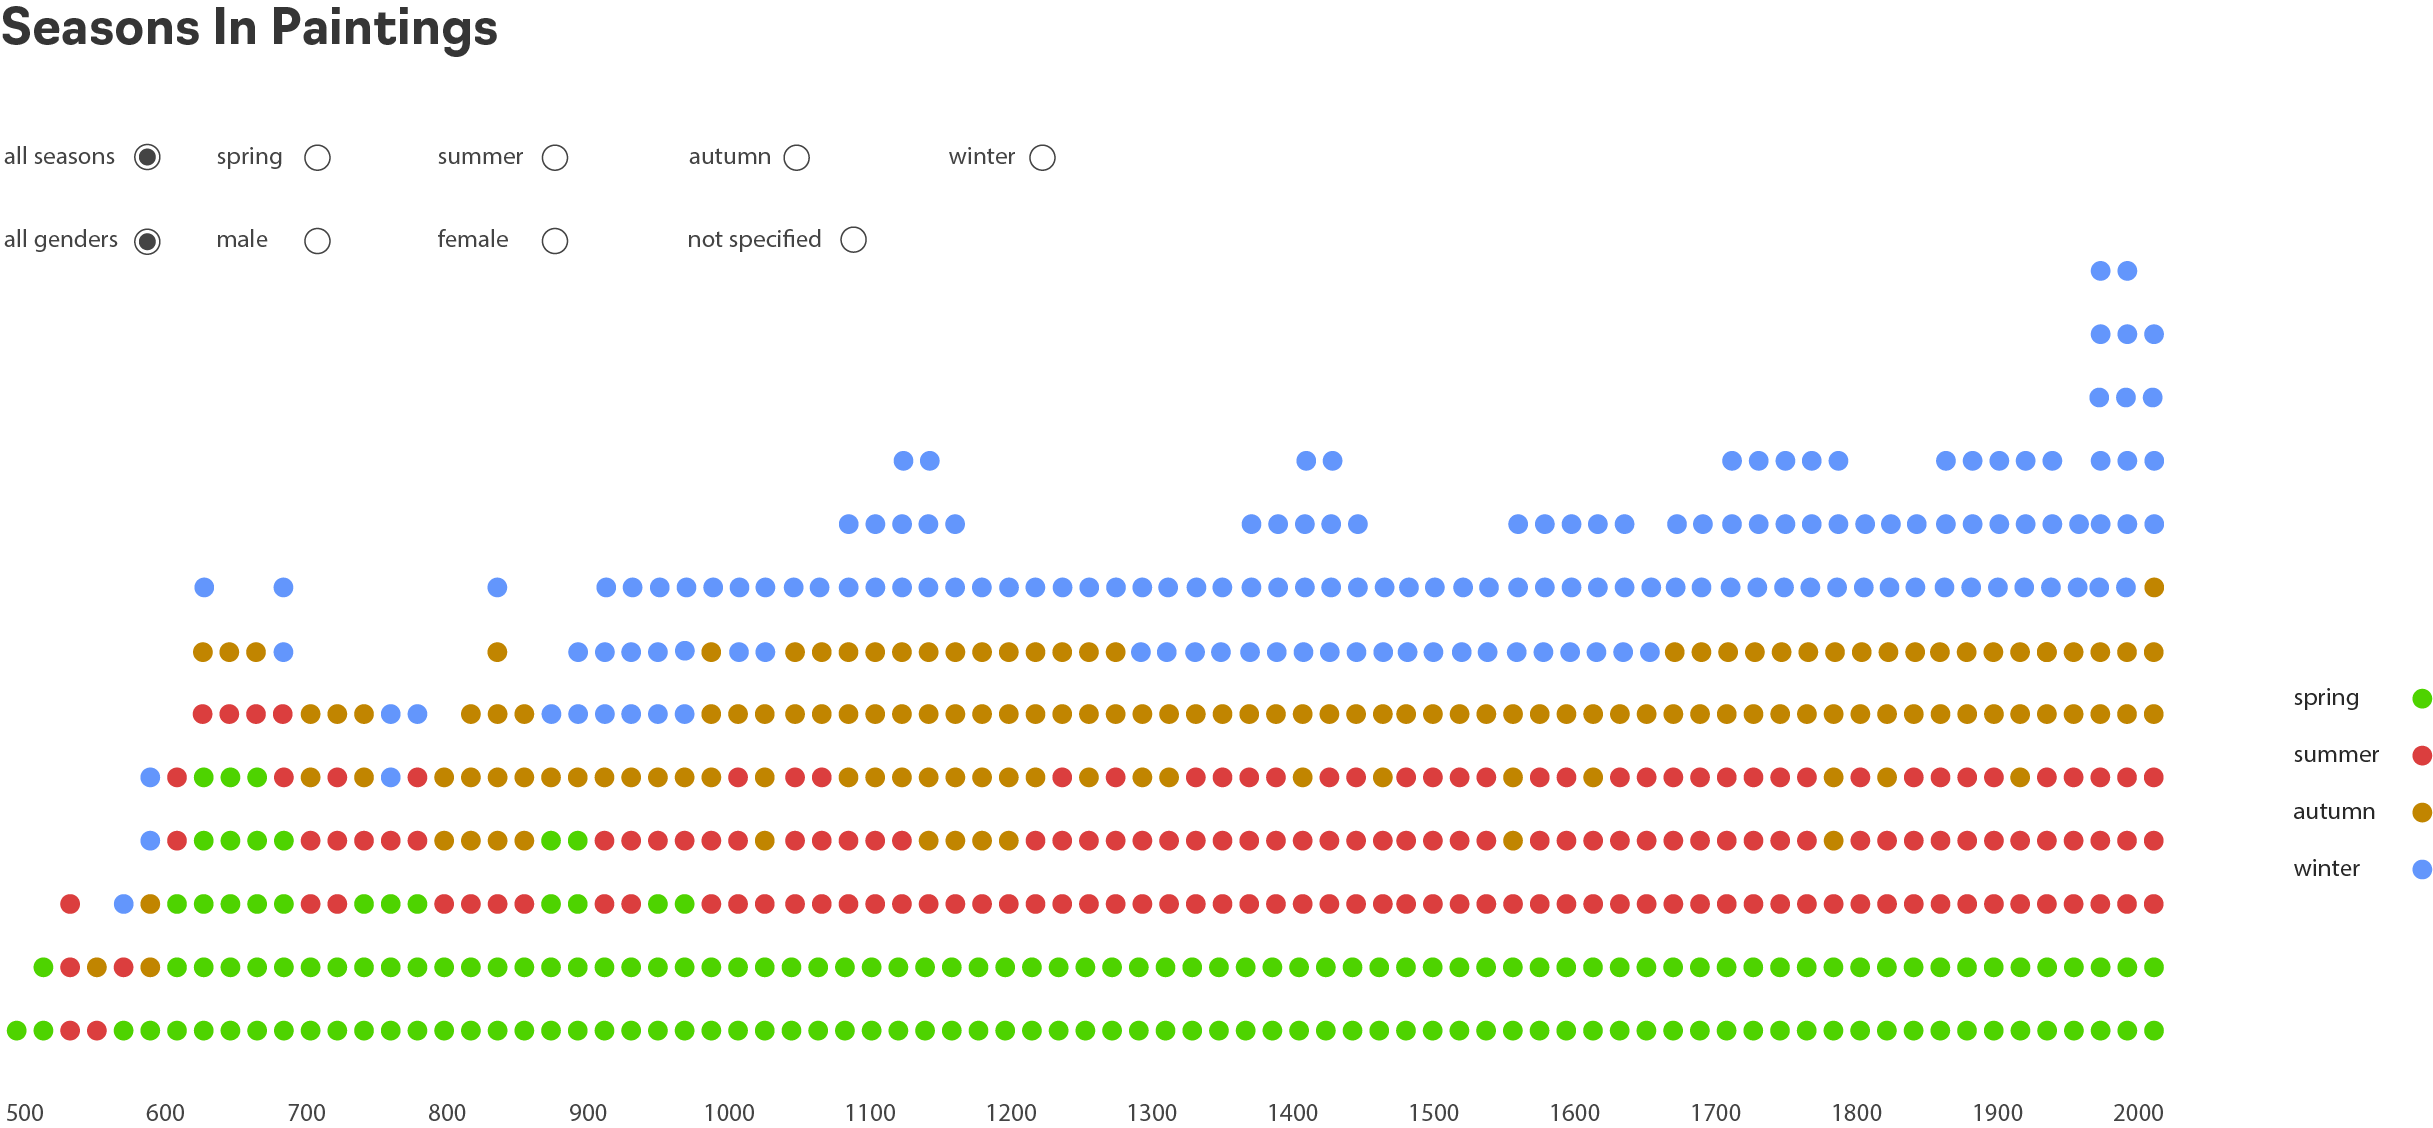 Seasons In Paintings
all seasons spring summer autumn winter
all genders male female not specified
spring
summer
autumn
winter
500 600 700 800 900 1000 1100 1200 1300 1400 1500 1600 1700 1800 1900 2000